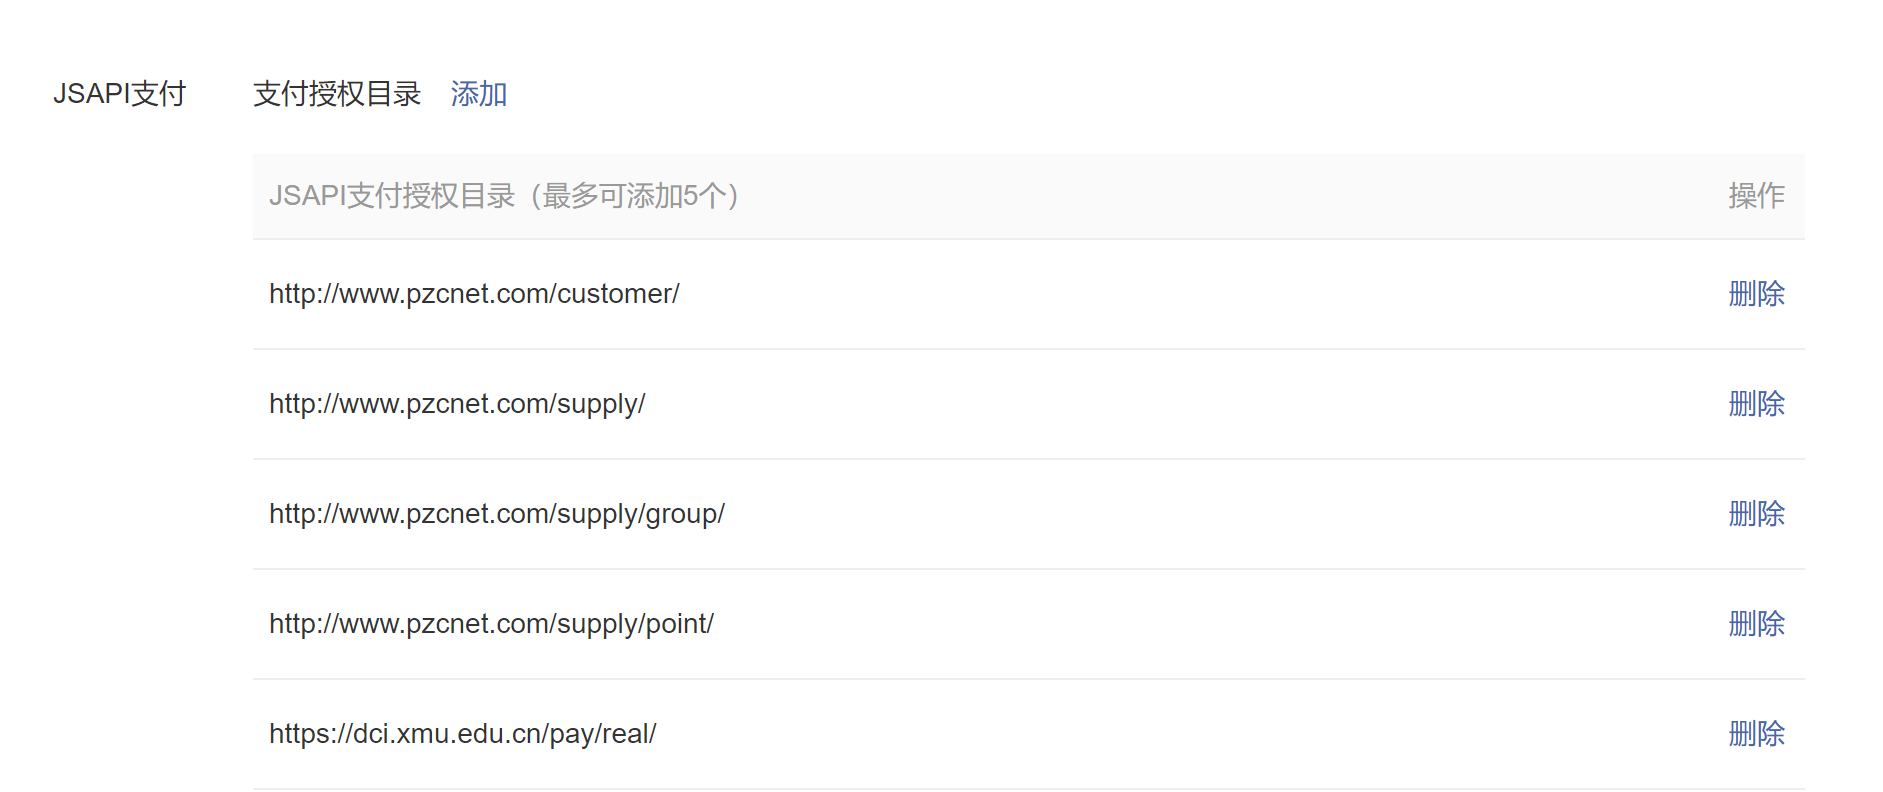 JSAPI支付 支付授权目录 添加
JSAPI支付授权目录（最多可添加5个） 操作
http://www.pzcnet.com/customer/ 删除
http://www.pzcnet.com/supply/ 删除
http://www.pzcnet.com/supply/group/ 删除
http://www.pzcnet.com/supply/point/ 删除
https://dci.xmu.edu.cn/pay/real/ 删除